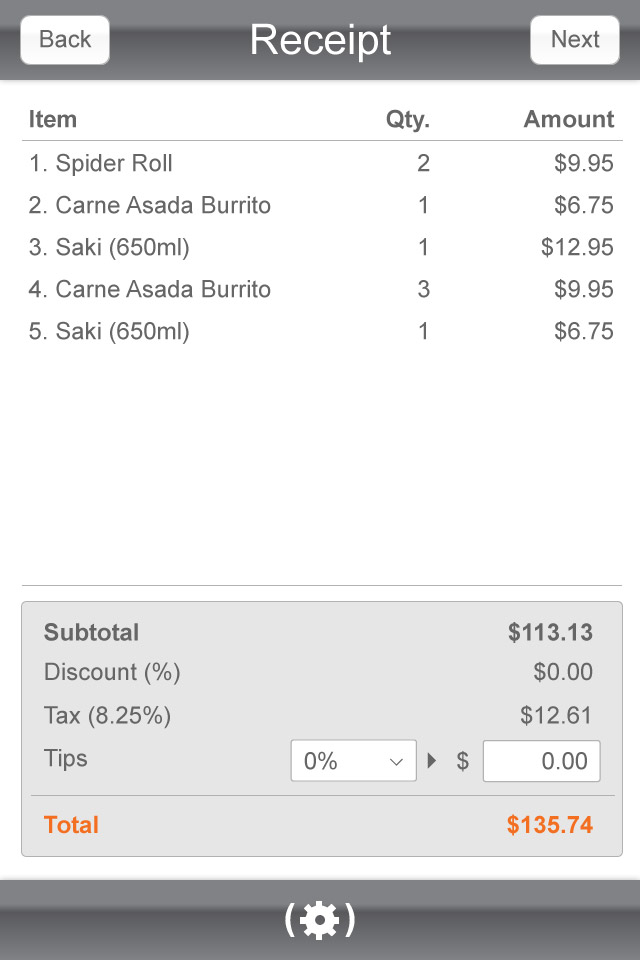 Back Receipt Next
Item Qty. Amount
1. Spider Roll 2 $9.95
2. Carne Asada Burrito 1 $6.75
3. Saki (650ml) 1 $12.95
4. Carne Asada Burrito 3 $9.95
5. Saki (650ml) 1 $6.75
Subtotal $113.13
Discount (%) $0.00
Tax (8.25%) $12.61
Tips 0% $ 0.00
Total $135.74